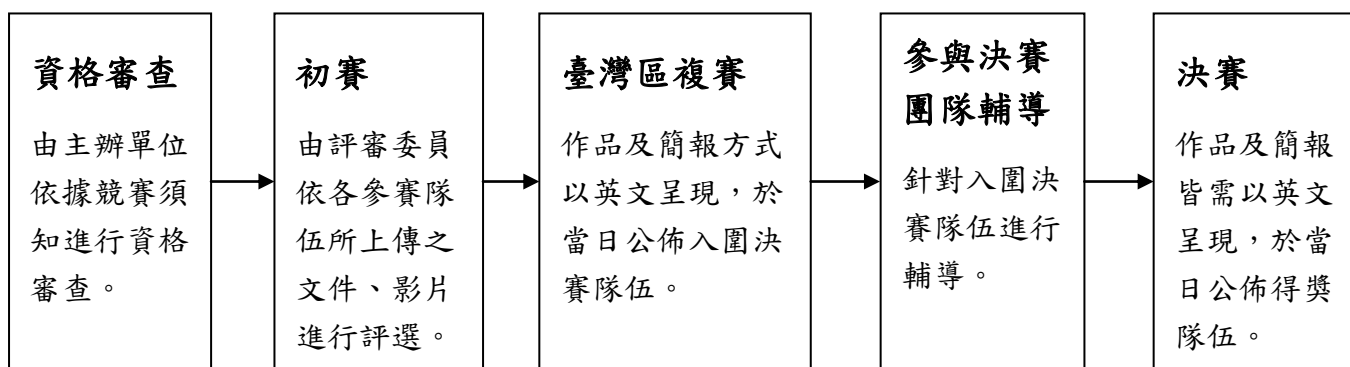 資格審查
由主辦單位
依據競賽須
知進行資格
審查。
初賽
由評審委員
依各參賽隊
伍所上傳之
文件、影片
進行評選。
臺灣區複賽
作品及簡報方式
以英文呈現，於
當日公佈入圍決
賽隊伍。
參與決賽
團隊輔導
針對入圍決
賽隊伍進行
輔導。
決賽
作品及簡報
皆需以英文
呈現，於當
日公佈得獎
隊伍。